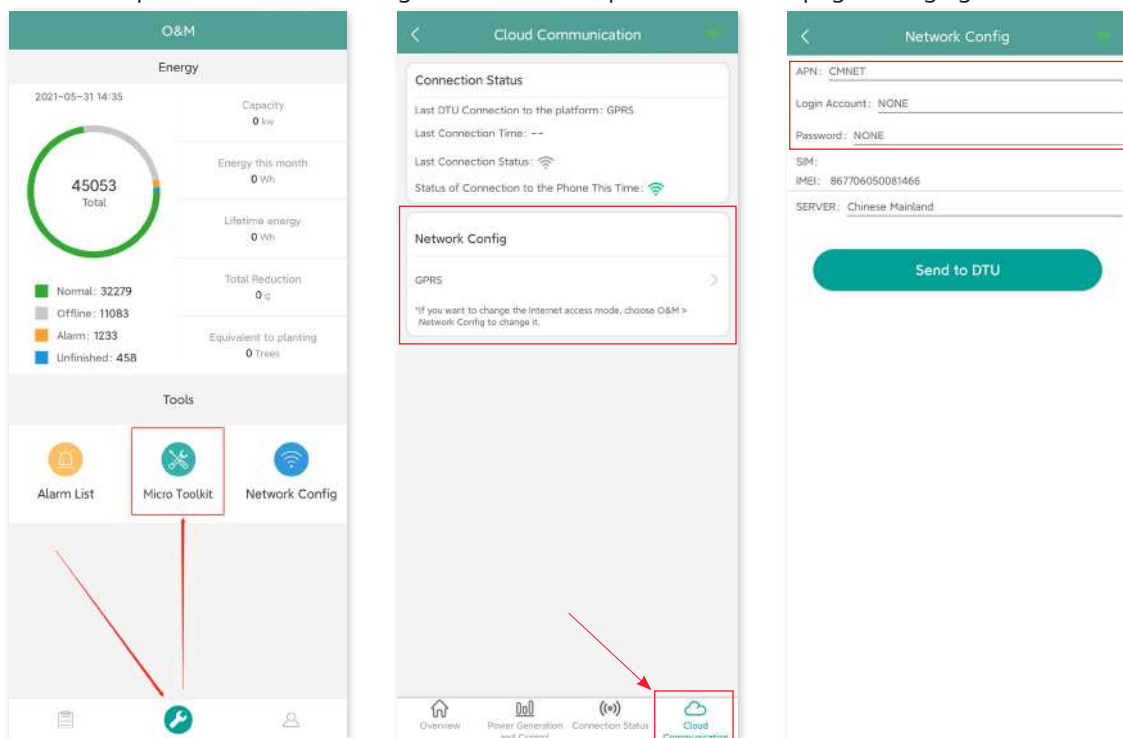 O&M
Energy
2021-05-31 14:35
45053
Total
Capacity
0 kw
Energy this month
0 Wh
Lifetime energy
0 Wh
Total Reduction
0 g
Equivalent to planting
0 Trees
Normal: 32279
Offline: 11083
Alarm: 1233
Unfinished: 458
Tools
Alarm List
Micro Toolkit
Network Config
Cloud Communication
Connection Status
Last DTU Connection to the platform: GPRS
Last Connection Time: --
Last Connection Status:
Status of Connection to the Phone This Time:
Network Config
GPRS
*If you want to change the Internet access mode, choose O&M >
Network Config to change it.
Overview
Power Generation
and Control
Connection Status
Cloud
Communication
Network Config
APN: CMNET
Login Account: NONE
Password: NONE
SIM:
IMEI: 867706050081466
SERVER: Chinese Mainland
Send to DTU